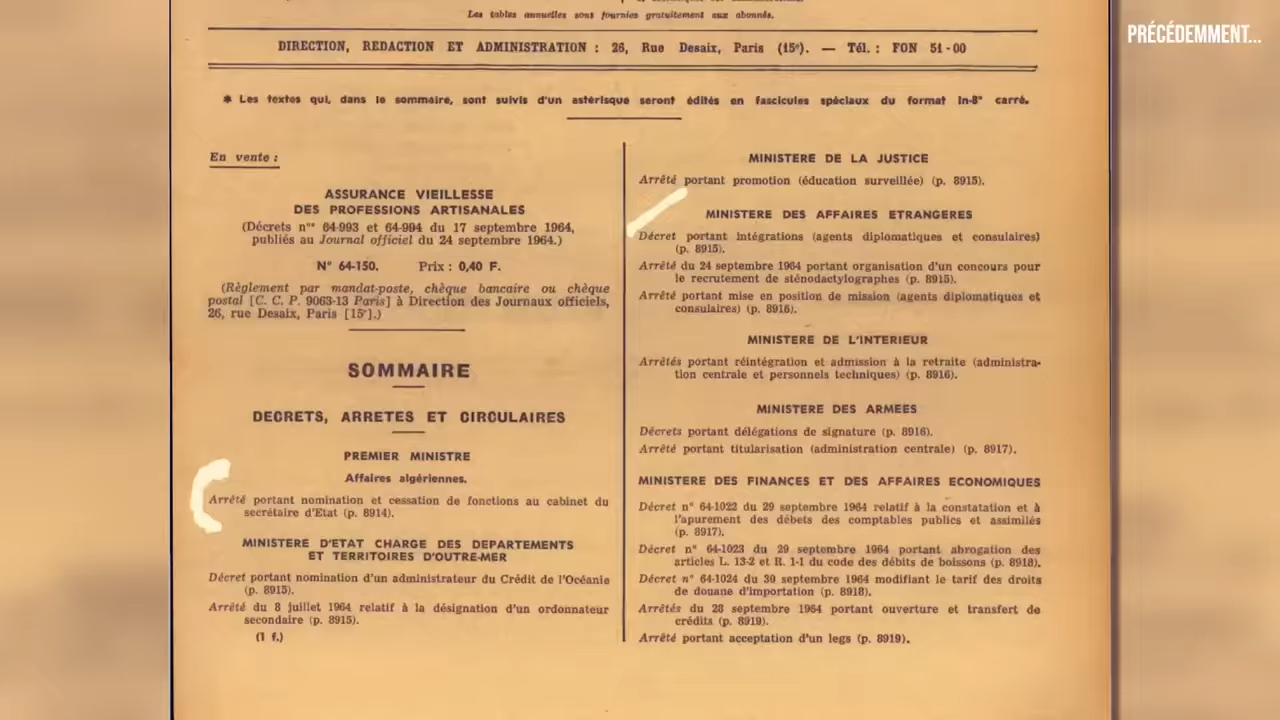 PRÉCÉDEMMENT...
Les tables annuelles sont fournies gratuitement aux abonnés.
DIRECTION, REDACTION ET ADMINISTRATION : 26, Rue Desaix, Paris (15e). — Tél. : FON 51-00
* Les textes qui, dans le sommaire, sont suivis d'un astérisque seront édités en fascicules spéciaux du format in-8° carré.
En vente :
ASSURANCE VIEILLESSE
DES PROFESSIONS ARTISANALES
(Décrets nos 64-993 et 64-994 du 17 septembre 1964,
publiés au Journal officiel du 24 septembre 1964.)
N° 64-150. Prix : 0,40 F.
(Règlement par mandat-poste, chèque bancaire ou chèque
postal [C. C. P. 9063-13 Paris] à Direction des Journaux officiels,
26, rue Desaix, Paris [15e].)
SOMMAIRE
DECRETS, ARRETES ET CIRCULAIRES
PREMIER MINISTRE
Affaires algériennes.
Arrêté portant nomination et cessation de fonctions au cabinet du
secrétaire d'Etat (p. 8914).
MINISTERE D'ETAT CHARGE DES DEPARTEMENTS
ET TERRITOIRES D'OUTRE-MER
Décret portant nomination d'un administrateur du Crédit de l'Océanie
(p. 8915).
Arrêté du 8 juillet 1964 relatif à la désignation d'un ordonnateur
secondaire (p. 8915).
(1 f.)
MINISTERE DE LA JUSTICE
Arrêté portant promotion (éducation surveillée) (p. 8915).
MINISTERE DES AFFAIRES ETRANGERES
Décret portant intégrations (agents diplomatiques et consulaires)
(p. 8915).
Arrêté du 24 septembre 1964 portant organisation d'un concours pour
le recrutement de sténodactylographes (p. 8915).
Arrêté portant mise en position de mission (agents diplomatiques et
consulaires) (p. 8916).
MINISTERE DE L'INTERIEUR
Arrêtés portant réintégration et admission à la retraite (administra-
tion centrale et personnels techniques) (p. 8916).
MINISTERE DES ARMEES
Décrets portant délégations de signature (p. 8916).
Arrêté portant titularisation (administration centrale) (p. 8917).
MINISTERE DES FINANCES ET DES AFFAIRES ECONOMIQUES
Décret n° 64-1022 du 29 septembre 1964 relatif à la constatation et à
l'apurement des débets des comptables publics et assimilés
(p. 8917).
Décret n° 64-1023 du 29 septembre 1964 portant abrogation des
articles L. 13-2 et R. 1-1 du code des débits de boissons (p. 8918).
Décret n° 64-1024 du 30 septembre 1964 modifiant le tarif des droits
de douane d'importation (p. 8918).
Arrêtés du 28 septembre 1964 portant ouverture et transfert de
crédits (p. 8919).
Arrêté portant acceptation d'un legs (p. 8919).